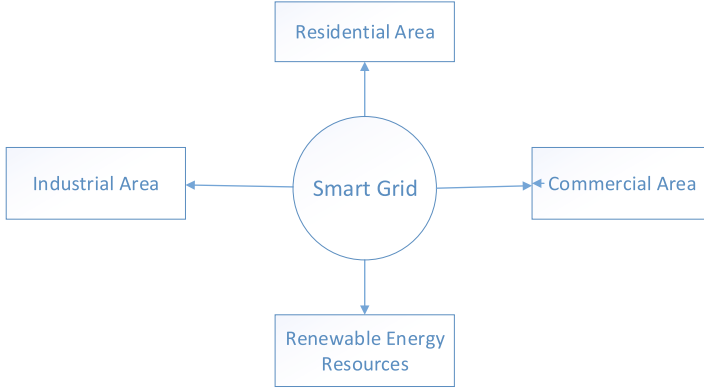 Residential Area
Industrial Area
Smart Grid
Commercial Area
Renewable Energy
Resources